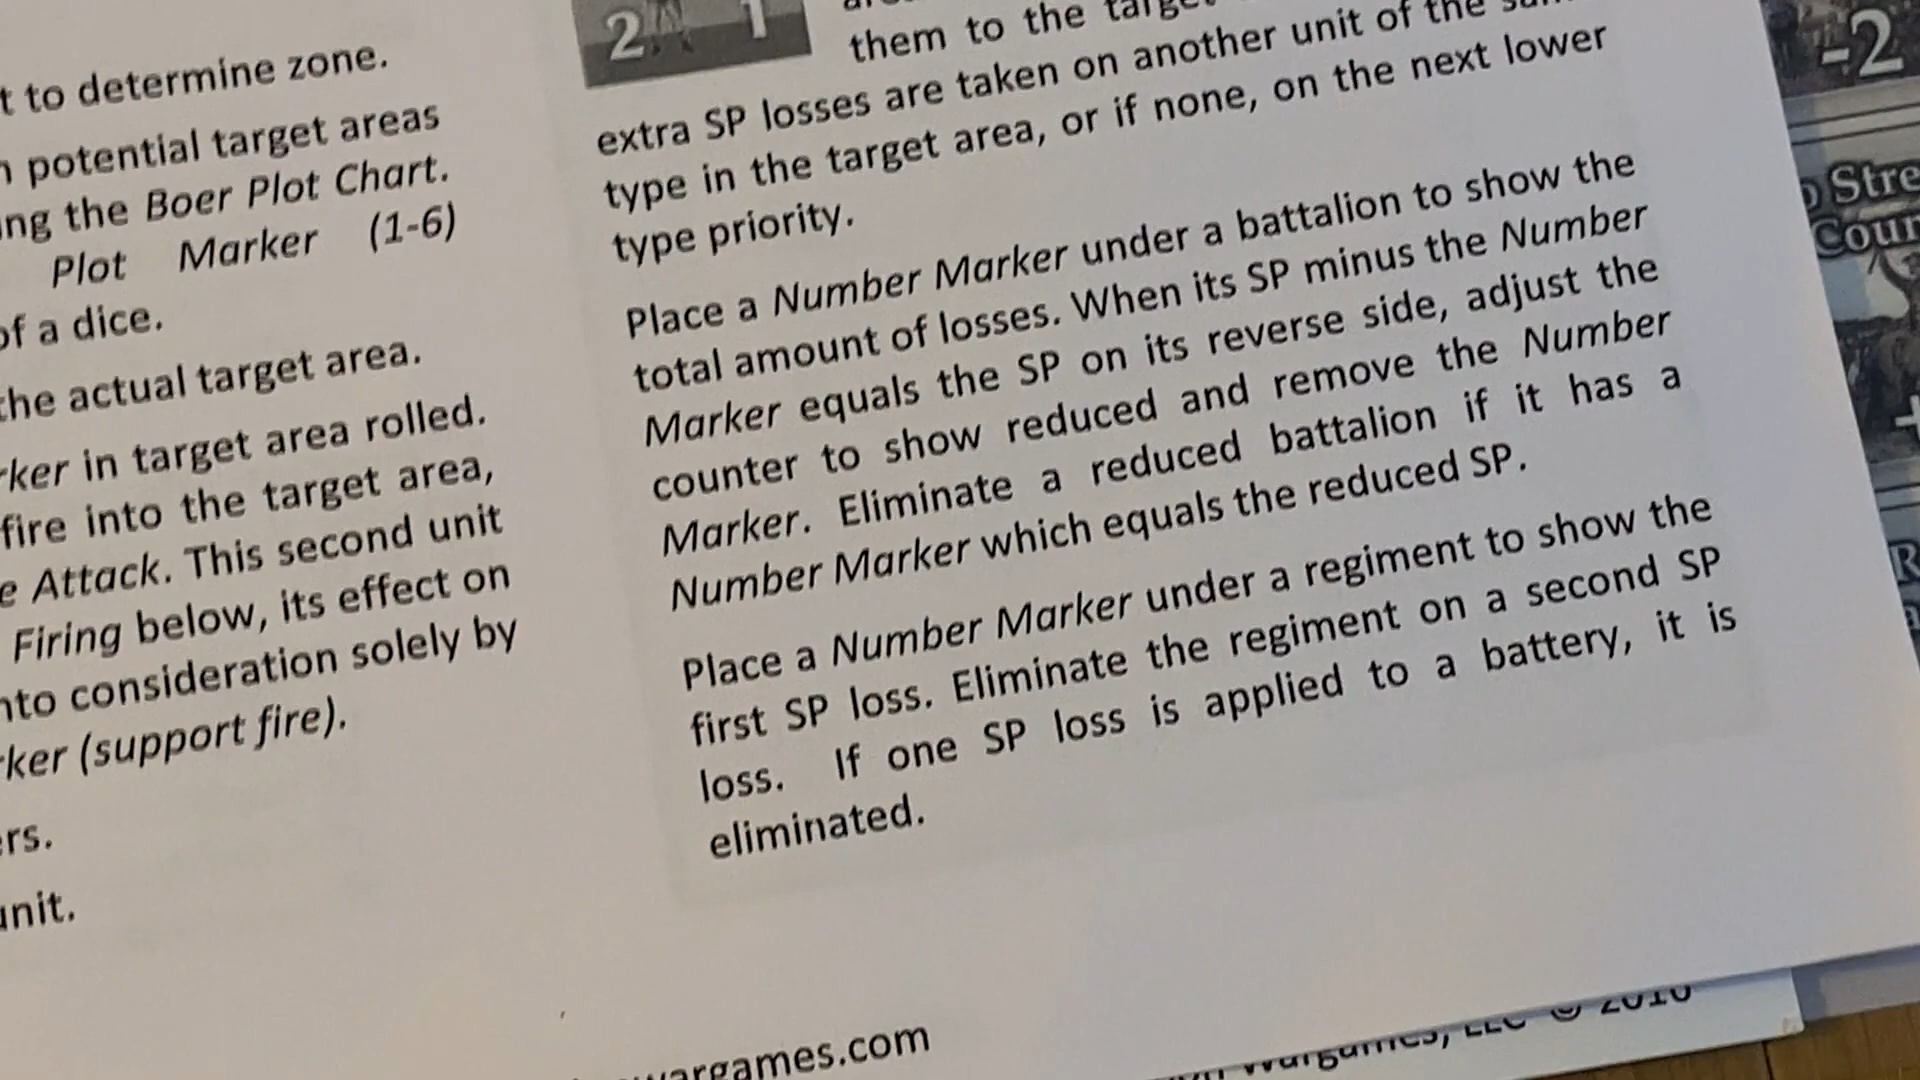 t to determine zone.
potential target areas
the Boer Plot Chart.
Plot Marker (1-6)
of a dice.
the actual target area.
in target area rolled.
fire into the target area,
Attack. This second unit
Firing below, its effect on
consideration solely by
(support fire).
unit.
2 1
them to the
extra SP losses are taken on another unit of the
type in the target area, or if none, on the next lower
type priority.
Place a Number Marker under a battalion to show the
total amount of losses. When its SP minus the Number
Marker equals the SP on its reverse side, adjust the
counter to show reduced and remove the Number
Marker. Eliminate a reduced battalion if it has a
Number Marker which equals the reduced SP.
Place a Number Marker under a regiment to show the
first SP loss. Eliminate the regiment on a second SP
loss. If one SP loss is applied to a battery, it is
eliminated.
wargames.com
Wargames, LLC © 2010
-2
Stre
Coun